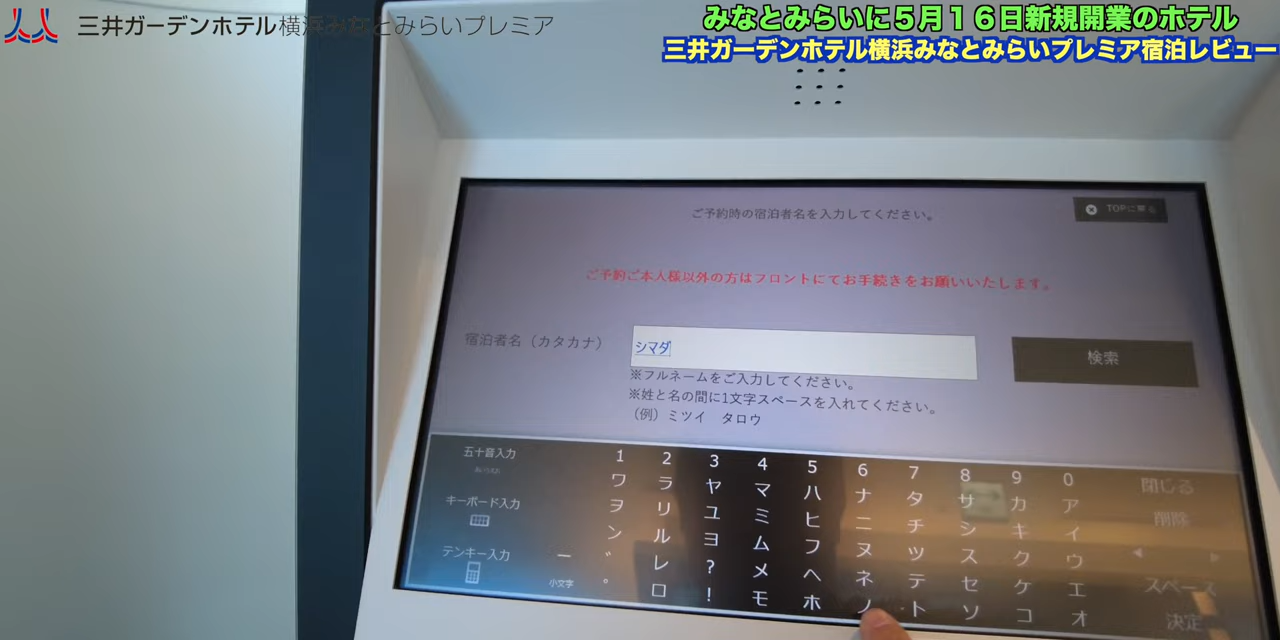 三井ガーデンホテル横浜みなとみらいプレミア
みなとみらいに5月16日新規開業のホテル
三井ガーデンホテル横浜みなとみらいプレミア宿泊レビュー
ご予約時の宿泊者名を入力してください。
TOPに戻る
ご予約ご本人様以外の方はフロントにてお手続きをお願いいたします。
宿泊者名（カタカナ）
シマダ
検索
※フルネームをご入力してください。
※姓と名の間に1文字スペースを入れてください。
（例）ミツイ　タロウ
五十音入力
キーボード入力
テンキー入力
1 2 3 4 5 6 7 8 9 0
ワ ラ ヤ マ ハ ナ タ サ カ ア
ヲ リ ユ ミ ヒ ニ チ シ キ イ
ン ル ヨ ム フ ヌ ツ ス ク ウ
ー ゛ レ ? メ ヘ ネ テ セ ケ エ
小文字 ゜ ロ ! モ ホ ノ ト ソ コ オ
閉じる
削除
スペース
決定